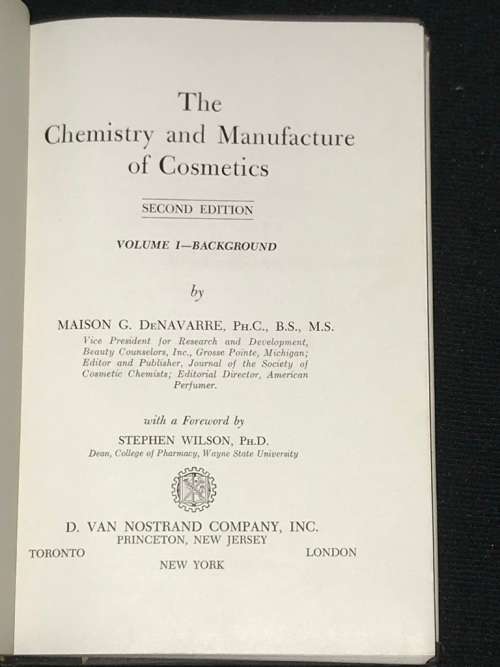 The
Chemistry and Manufacture
of Cosmetics
SECOND EDITION
VOLUME I—BACKGROUND
by
MAISON G. DENAVARRE, PH.C., B.S., M.S.
Vice President for Research and Development,
Beauty Counselors, Inc., Grosse Pointe, Michigan;
Editor and Publisher, Journal of the Society of
Cosmetic Chemists; Editorial Director, American
Perfumer.
with a Foreword by
STEPHEN WILSON, PH.D.
Dean, College of Pharmacy, Wayne State University
D. VAN NOSTRAND COMPANY, INC.
PRINCETON, NEW JERSEY
TORONTO LONDON
NEW YORK